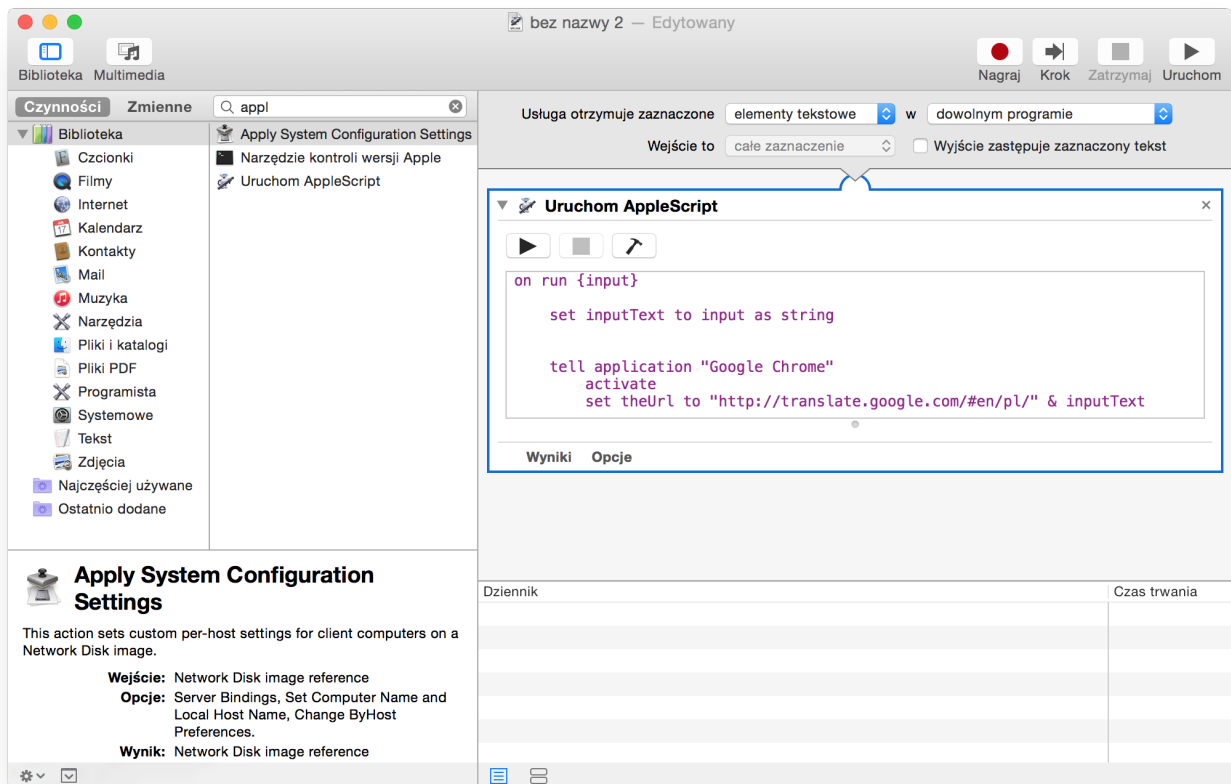 bez nazwy 2 — Edytowany
Biblioteka Multimedia
Nagraj Krok Zatrzymaj Uruchom
Czynności Zmienne appl
Biblioteka
Czcionki
Filmy
Internet
Kalendarz
17
Kontakty
Mail
Muzyka
Narzędzia
Pliki i katalogi
Pliki PDF
Programista
Systemowe
Tekst
Zdjęcia
Najczęściej używane
Ostatnio dodane
Apply System Configuration Settings
Narzędzie kontroli wersji Apple
Uruchom AppleScript
Usługa otrzymuje zaznaczone elementy tekstowe w dowolnym programie
Wejście to całe zaznaczenie Wyjście zastępuje zaznaczony tekst
Uruchom AppleScript
on run {input}
set inputText to input as string
tell application "Google Chrome"
activate
set theUrl to "http://translate.google.com/#en/pl/" & inputText
Wyniki Opcje
Apply System Configuration
Settings
This action sets custom per-host settings for client computers on a
Network Disk image.
Wejście: Network Disk image reference
Opcje: Server Bindings, Set Computer Name and
Local Host Name, Change ByHost
Preferences.
Wynik: Network Disk image reference
Dziennik Czas trwania